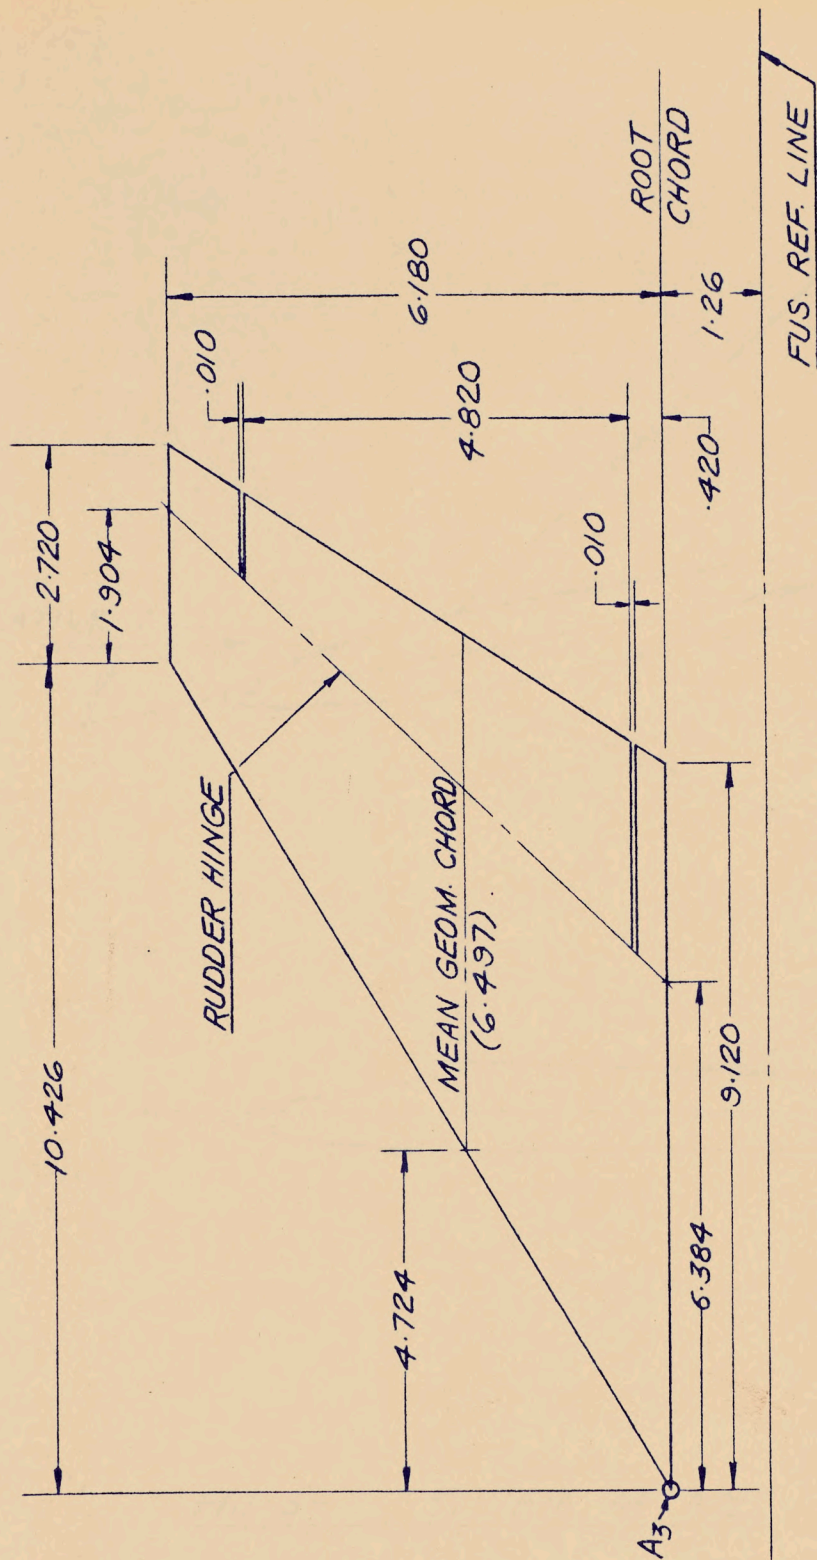 10.426
2.720
1.904
.010
6.180
4.820
RUDDER HINGE
ROOT
CHORD
MEAN GEOM. CHORD
(6.497)
4.724
.010
.420
1.26
6.384
9.120
A3
FUS. REF. LINE